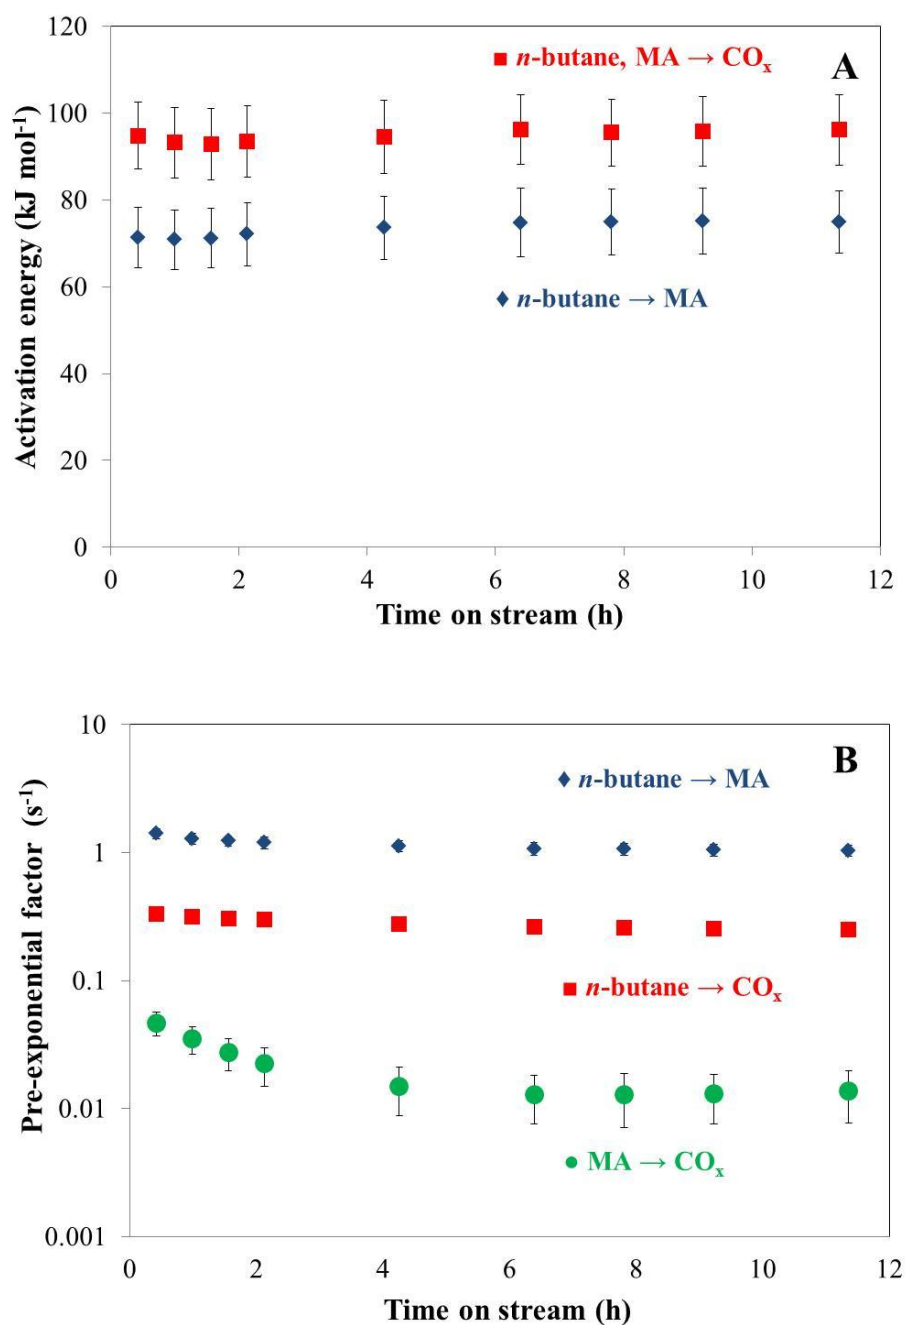 120
n-butane, MA → COₓ
A
100
80
60
n-butane → MA
40
20
0
0 2 4 6 8 10 12
Activation energy (kJ mol⁻¹)
Time on stream (h)
10
B
n-butane → MA
1
0.1
n-butane → COₓ
0.01
MA → COₓ
0.001
0 2 4 6 8 10 12
Pre-exponential factor (s⁻¹)
Time on stream (h)